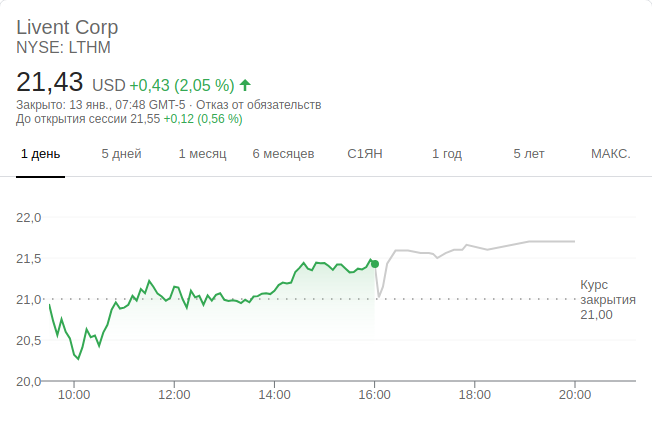 Livent Corp
NYSE: LTHM
21,43 USD +0,43 (2,05 %)
Закрыто: 13 янв., 07:48 GMT-5 · Отказ от обязательств
До открытия сессии 21,55 +0,12 (0,56 %)
1 день 5 дней 1 месяц 6 месяцев С1ЯН 1 год 5 лет МАКС.
22,0
21,5
21,0
20,5
20,0
Курс
закрытия
21,00
10:00 12:00 14:00 16:00 18:00 20:00